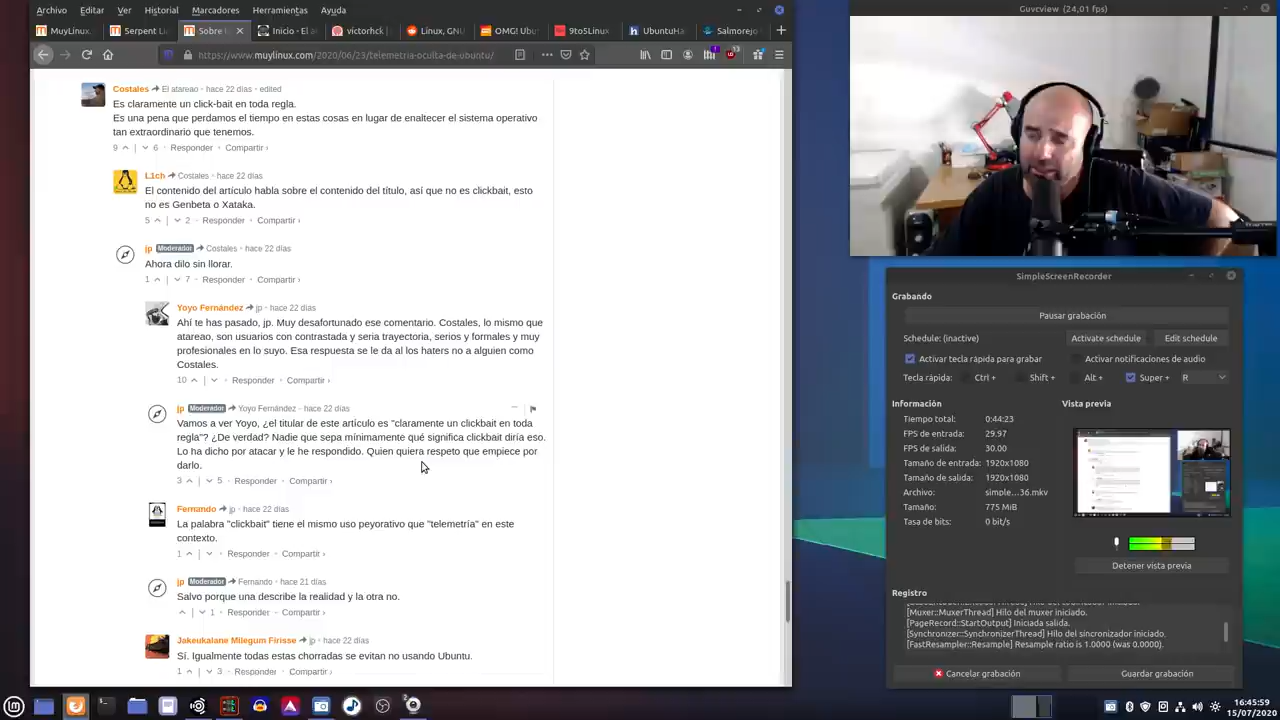 Archivo Editar Ver Historial Marcadores Herramientas Ayuda
MuyLinux.
Serpent Li
Sobre
Inicio - El a
victorhck
Linux, GN
OMG! Ubu
9to5Linux
UbuntuHa
Salmorejo
https://www.muylinux.com/2020/06/23/telemetria-oculta-de-ubuntu/
Costales El atareao · hace 22 días · edited
Es claramente un click-bait en toda regla.
Es una pena que perdamos el tiempo en estas cosas en lugar de enaltecer el sistema operativo
tan extraordinario que tenemos.
9 | 6 · Responder · Compartir ›
L1ch Costales · hace 22 días
El contenido del artículo habla sobre el contenido del título, así que no es clickbait, esto
no es Genbeta o Xataka.
5 | 2 · Responder · Compartir ›
jp Moderador Costales · hace 22 días
Ahora dilo sin llorar.
1 | 7 · Responder · Compartir ›
Yoyo Fernández jp · hace 22 días
Ahí te has pasado, jp. Muy desafortunado ese comentario. Costales, lo mismo que
atareao, son usuarios con contrastada y seria trayectoria, serios y formales y muy
profesionales en lo suyo. Esa respuesta se le da al los haters no a alguien como
Costales.
10 | · Responder · Compartir ›
jp Moderador Yoyo Fernández · hace 22 días
Vamos a ver Yoyo, ¿el titular de este artículo es "claramente un clickbait en toda
regla"? ¿De verdad? Nadie que sepa mínimamente qué significa clickbait diría eso.
Lo ha dicho por atacar y le he respondido. Quien quiera respeto que empiece por
darlo.
3 | 5 · Responder · Compartir ›
Fernando jp · hace 22 días
La palabra "clickbait" tiene el mismo uso peyorativo que "telemetría" en este
contexto.
1 | · Responder · Compartir ›
jp Moderador Fernando · hace 21 días
Salvo porque una describe la realidad y la otra no.
| 1 · Responder · Compartir ›
Jakeukalane Milegum Firisse jp · hace 22 días
Sí. Igualmente todas estas chorradas se evitan no usando Ubuntu.
1 | 3 · Responder · Compartir ›
Guvcview (24,01 fps)
SimpleScreenRecorder
Grabando
Pausar grabación
Schedule: (inactive) Activate schedule Edit schedule
Activar tecla rápida para grabar Activar notificaciones de audio
Tecla rápida: Ctrl + Shift + Alt + Super + R
Información
Tiempo total: 0:44:23
FPS de entrada: 29.97
FPS de salida: 30.00
Tamaño de entrada: 1920x1080
Tamaño de salida: 1920x1080
Archivo: simple...36.mkv
Tamaño: 775 MiB
Tasa de bits: 0 bit/s
Vista previa
Detener vista previa
Registro
[Muxer::MuxerThread] Hilo del muxer iniciado.
[PageRecord::StartOutput] Iniciada salida.
[Synchronizer::SynchronizerThread] Hilo del sincronizador iniciado.
[FastResampler::Resample] Resample ratio is 1.0000 (was 0.0000).
Cancelar grabación Guardar grabación
16:45:59
15/07/2020